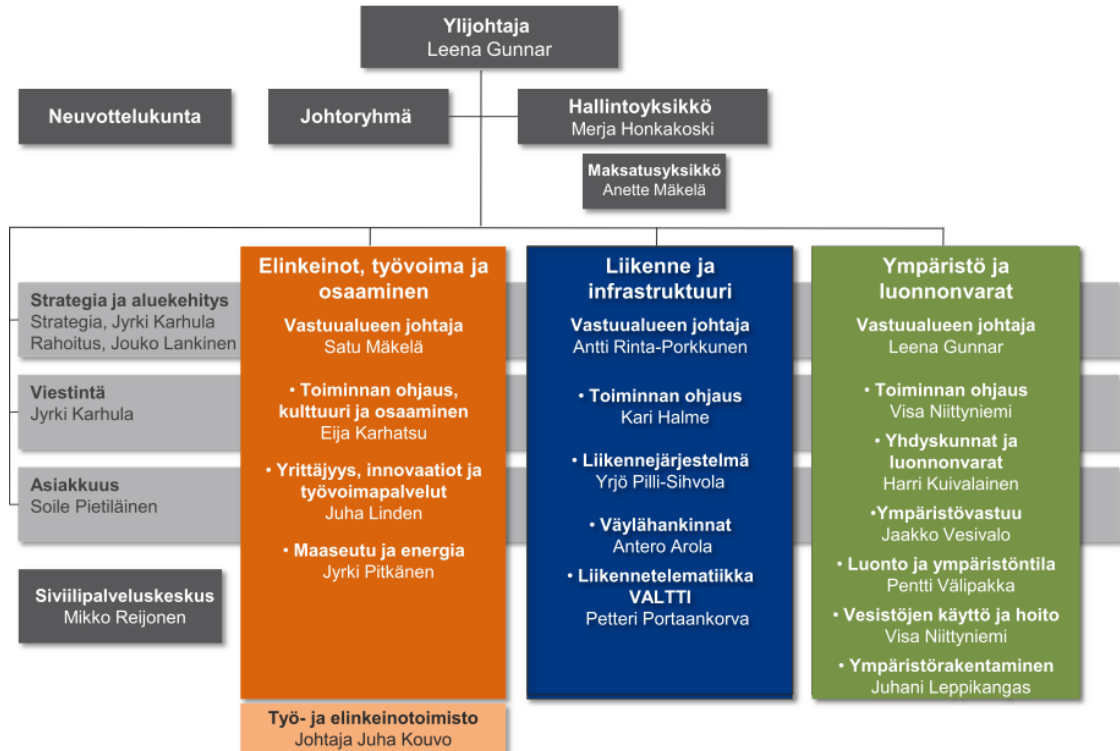 Ylijohtaja
Leena Gunnar
Neuvottelukunta
Johtoryhmä
Hallintoyksikkö
Merja Honkakoski
Maksatusyksikkö
Anette Mäkelä
Strategia ja aluekehitys
Strategia, Jyrki Karhula
Rahoitus, Jouko Lankinen
Viestintä
Jyrki Karhula
Asiakkuus
Soile Pietiläinen
Siviilipalveluskeskus
Mikko Reijonen
Elinkeinot, työvoima ja
osaaminen
Vastuualueen johtaja
Satu Mäkelä
• Toiminnan ohjaus,
kulttuuri ja osaaminen
Eija Karhatsu
• Yrittäjyys, innovaatiot ja
työvoimapalvelut
Juha Linden
• Maaseutu ja energia
Jyrki Pitkänen
Työ- ja elinkeinotoimisto
Johtaja Juha Kouvo
Liikenne ja
infrastruktuuri
Vastuualueen johtaja
Antti Rinta-Porkkunen
• Toiminnan ohjaus
Kari Halme
• Liikennejärjestelmä
Yrjö Pilli-Sihvola
• Väylähankinnat
Antero Arola
• Liikennetelematiikka
VALTTI
Petteri Portaankorva
Ympäristö ja
luonnonvarat
Vastuualueen johtaja
Leena Gunnar
• Toiminnan ohjaus
Visa Niittyniemi
• Yhdyskunnat ja
luonnonvarat
Harri Kuivalainen
•Ympäristövastuu
Jaakko Vesivalo
• Luonto ja ympäristöntila
Pentti Välipakka
• Vesistöjen käyttö ja hoito
Visa Niittyniemi
• Ympäristörakentaminen
Juhani Leppikangas